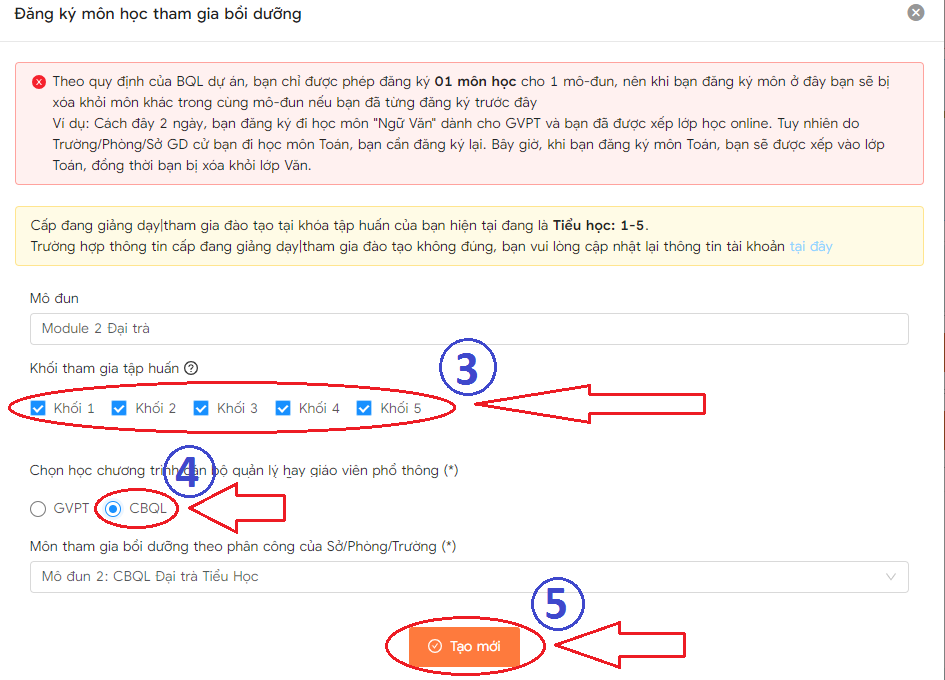 Đăng ký môn học tham gia bồi dưỡng
Theo quy định của BQL dự án, bạn chỉ được phép đăng ký 01 môn học cho 1 mô-đun, nên khi bạn đăng ký môn ở đây bạn sẽ bị
xóa khỏi môn khác trong cùng mô-đun nếu bạn đã từng đăng ký trước đây
Ví dụ: Cách đây 2 ngày, bạn đăng ký đi học môn "Ngữ Văn" dành cho GVPT và bạn đã được xếp lớp học online. Tuy nhiên do
Trường/Phòng/Sở GD cử bạn đi học môn Toán, bạn cần đăng ký lại. Bây giờ, khi bạn đăng ký môn Toán, bạn sẽ được xếp vào lớp
Toán, đồng thời bạn bị xóa khỏi lớp Văn.
Cấp đang giảng dạy|tham gia đào tạo tại khóa tập huấn của bạn hiện tại đang là Tiểu học: 1-5.
Trường hợp thông tin cấp đang giảng dạy|tham gia đào tạo không đúng, bạn vui lòng cập nhật lại thông tin tài khoản tại đây
Mô đun
Module 2 Đại trà
Khối tham gia tập huấn ?
3
Khối 1 Khối 2 Khối 3 Khối 4 Khối 5
4
Chọn học chương trình cán bộ quản lý hay giáo viên phổ thông (*)
GVPT CBQL
Môn tham gia bồi dưỡng theo phân công của Sở/Phòng/Trường (*)
Mô đun 2: CBQL Đại trà Tiểu Học
5
Tạo mới